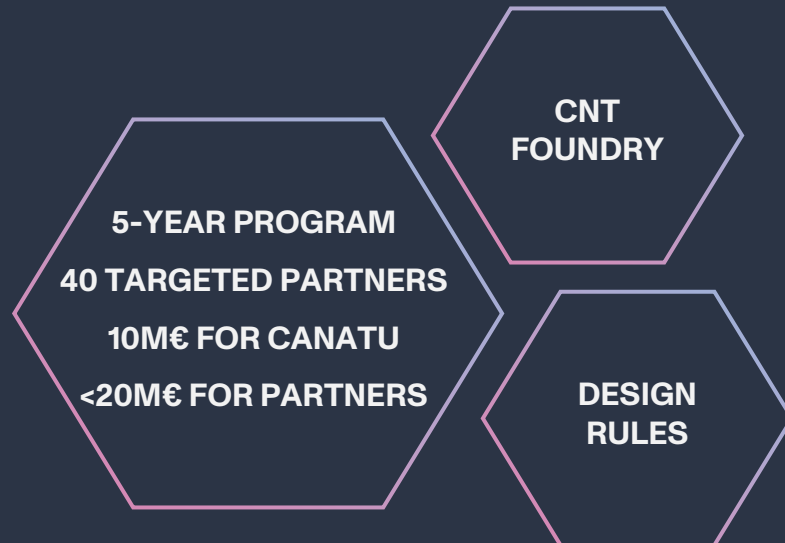 5-YEAR PROGRAM
40 TARGETED PARTNERS
10M€ FOR CANATU
<20M€ FOR PARTNERS
CNT
FOUNDRY
DESIGN
RULES